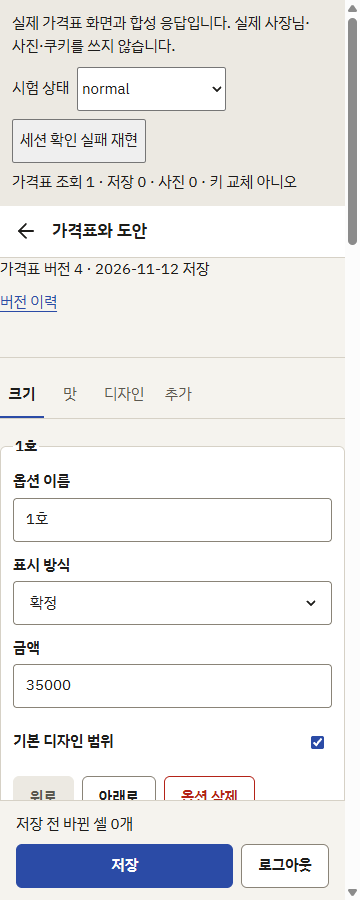 실제 가격표 화면과 합성 응답입니다. 실제 사장님·
사진·쿠키를 쓰지 않습니다.
시험 상태 normal
세션 확인 실패 재현
가격표 조회 1 · 저장 0 · 사진 0 · 키 교체 아니오
가격표와 도안
가격표 버전 4 · 2026-11-12 저장
버전 이력
크기 맛 디자인 추가
1호
옵션 이름
1호
표시 방식
확정
금액
35000
기본 디자인 범위
위로 아래로 옵션 삭제
저장 전 바뀐 셀 0개
저장 로그아웃